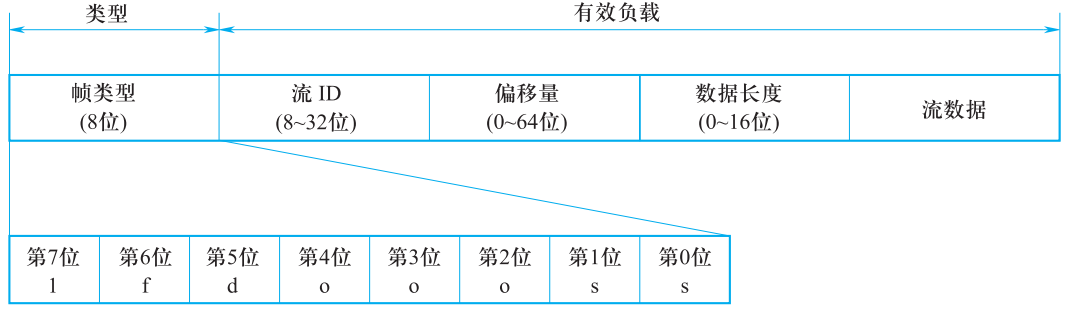 类型
有效负载
帧类型
(8位)
流 ID
(8~32位)
偏移量
(0~64位)
数据长度
(0~16位)
流数据
第7位
1
第6位
f
第5位
d
第4位
o
第3位
o
第2位
o
第1位
s
第0位
s